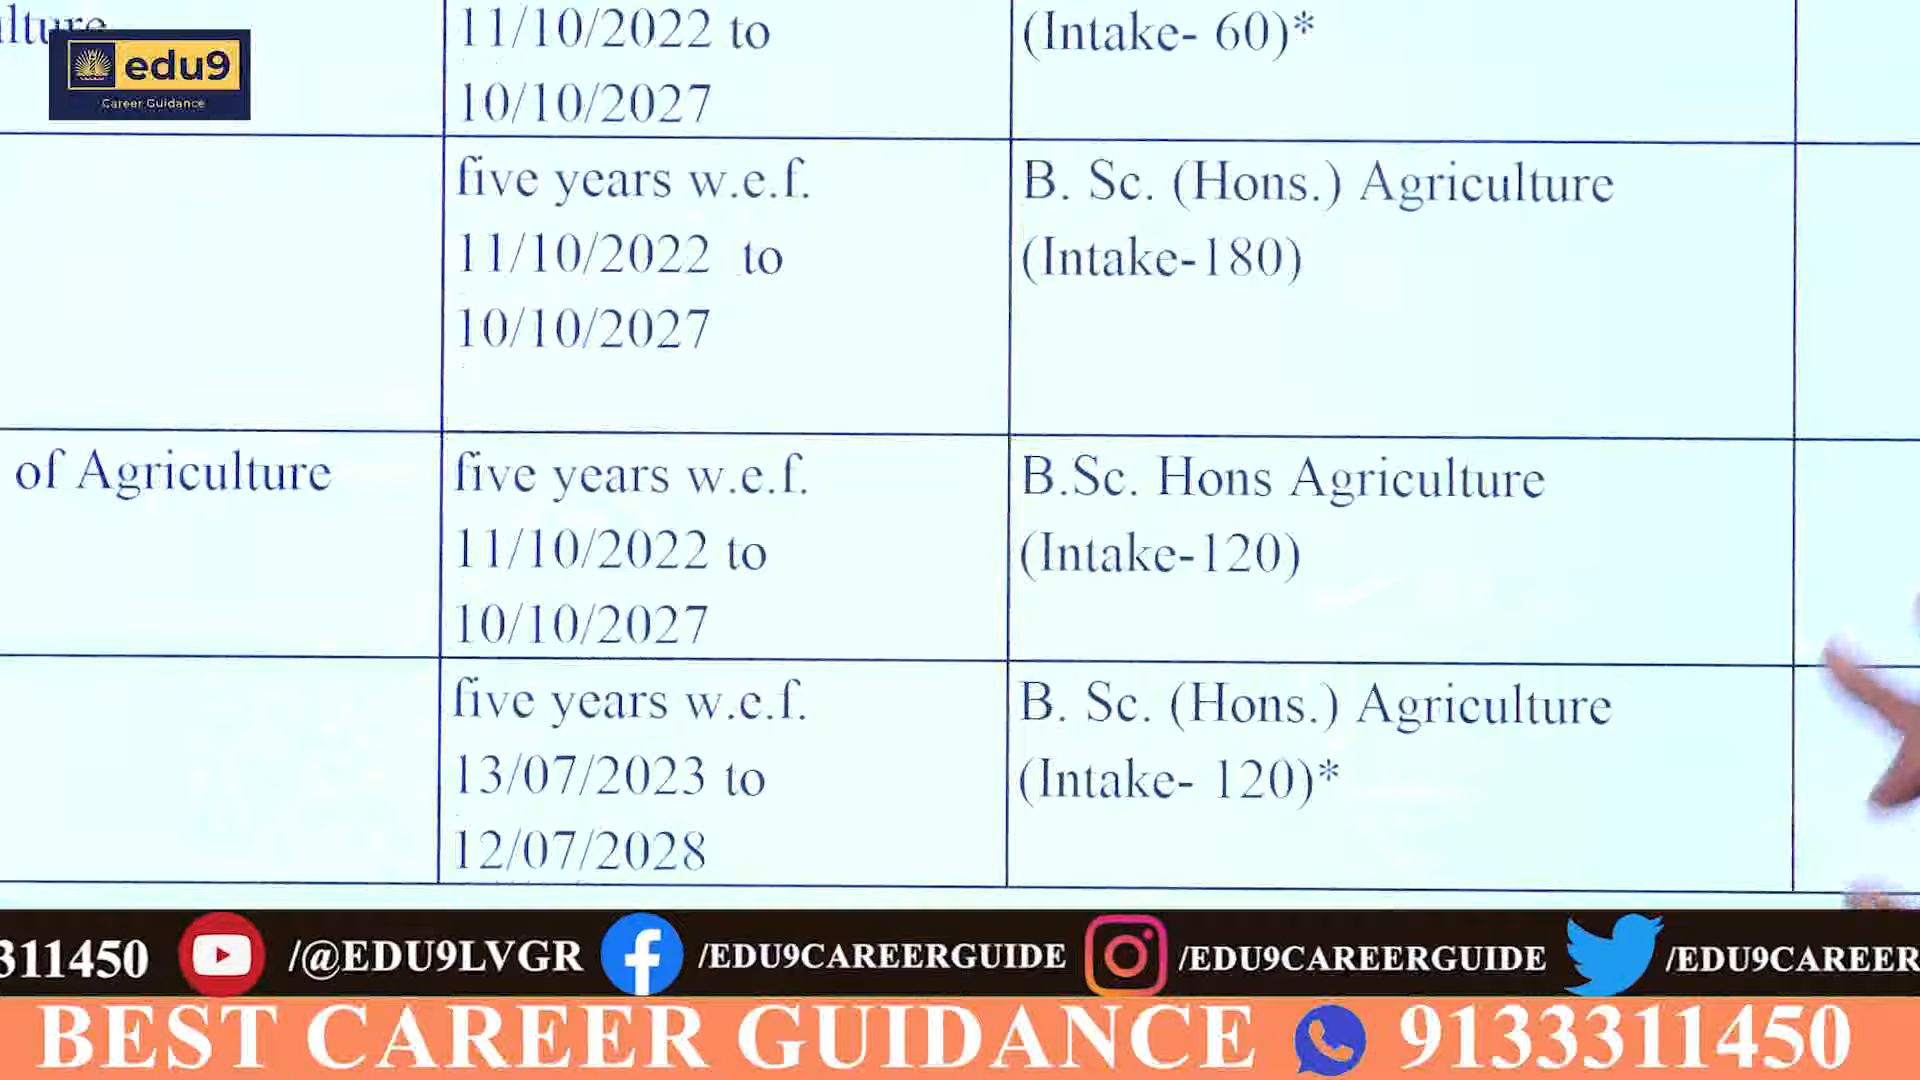 11/10/2022 to
10/10/2027
(Intake- 60)*
edu9
Career Guidance
five years w.e.f.
11/10/2022 to
10/10/2027
B. Sc. (Hons.) Agriculture
(Intake-180)
of Agriculture
five years w.e.f.
11/10/2022 to
10/10/2027
B.Sc. Hons Agriculture
(Intake-120)
five years w.e.f.
13/07/2023 to
12/07/2028
B. Sc. (Hons.) Agriculture
(Intake- 120)*
311450 /@EDU9LVGR /EDU9CAREERGUIDE /EDU9CAREERGUIDE /EDU9CAREER
BEST CAREER GUIDANCE 9133311450